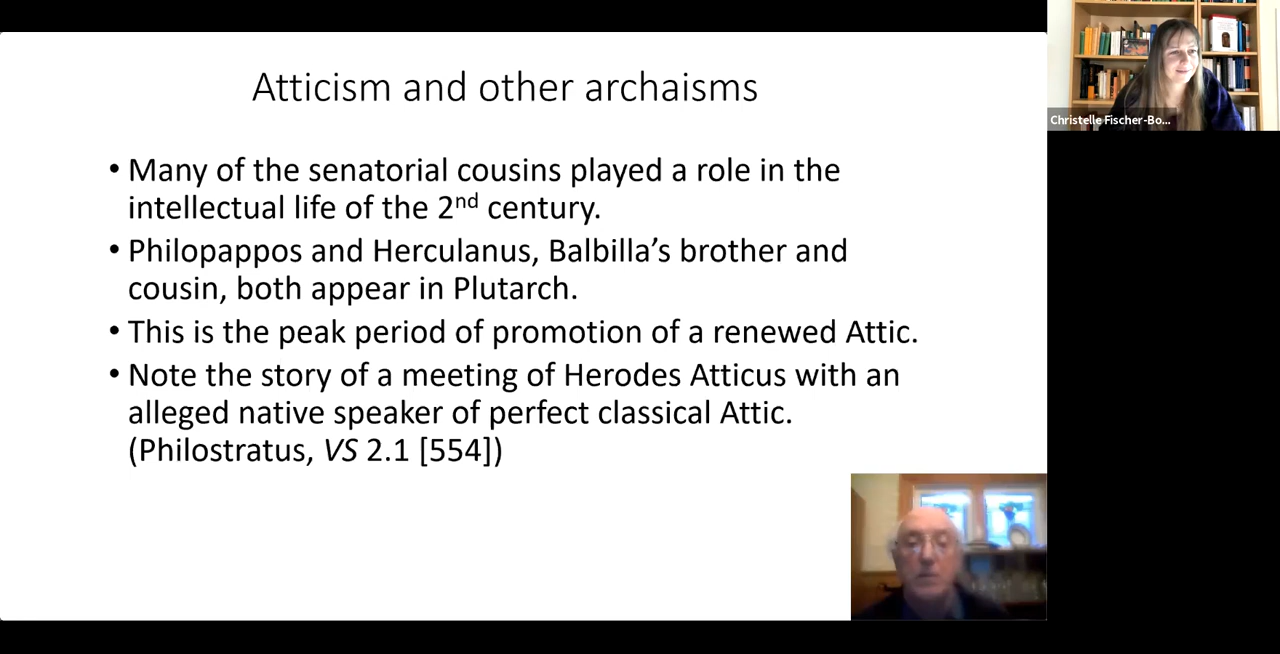 Atticism and other archaisms
• Many of the senatorial cousins played a role in the
intellectual life of the 2nd century.
• Philopappos and Herculanus, Balbilla’s brother and
cousin, both appear in Plutarch.
• This is the peak period of promotion of a renewed Attic.
• Note the story of a meeting of Herodes Atticus with an
alleged native speaker of perfect classical Attic.
(Philostratus, VS 2.1 [554])
Christelle Fischer-Bo...